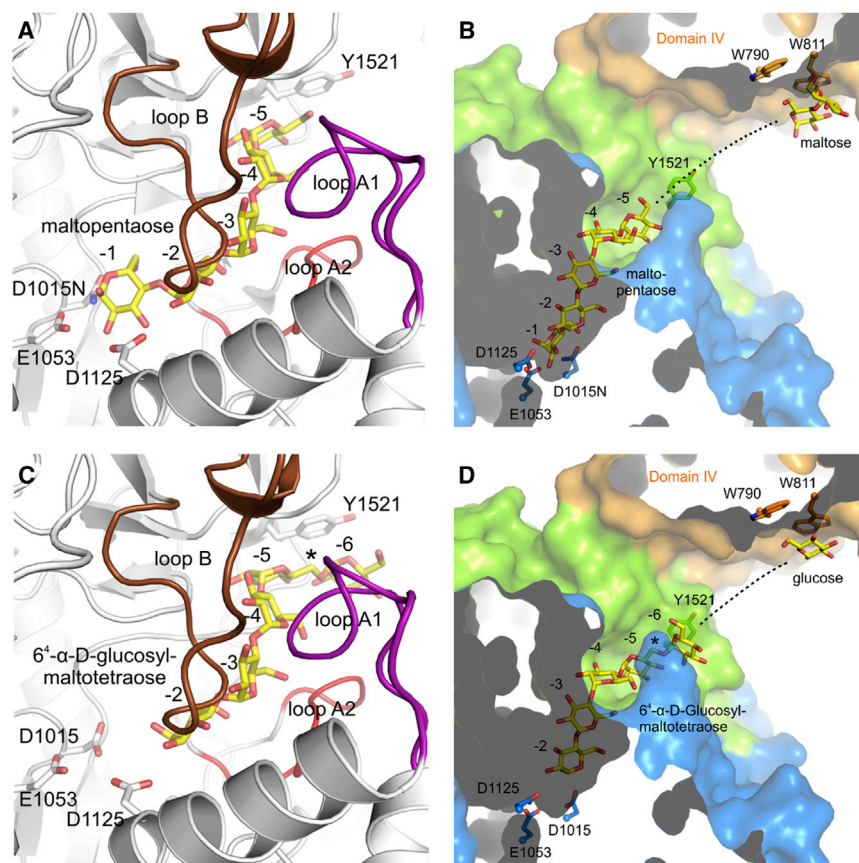 A
Y1521
loop B
-5
-4
loop A1
maltopentaose
-3
-1
-2
loop A2
D1015N
E1053
D1125
B
Domain IV
W790
W811
maltose
Y1521
-5
-4
-3
malto-
pentaose
-2
-1
D1125
D1015N
E1053
C
Y1521
-5
*
-6
loop B
-4
loop A1
6⁴-α-D-glucosyl-
maltotetraose
-3
-2
loop A2
D1015
E1053
D1125
D
Domain IV
W790
W811
glucose
Y1521
-6
-5
*
-4
-3
6⁴-α-D-Glucosyl-
maltotetraose
-2
D1125
D1015
E1053